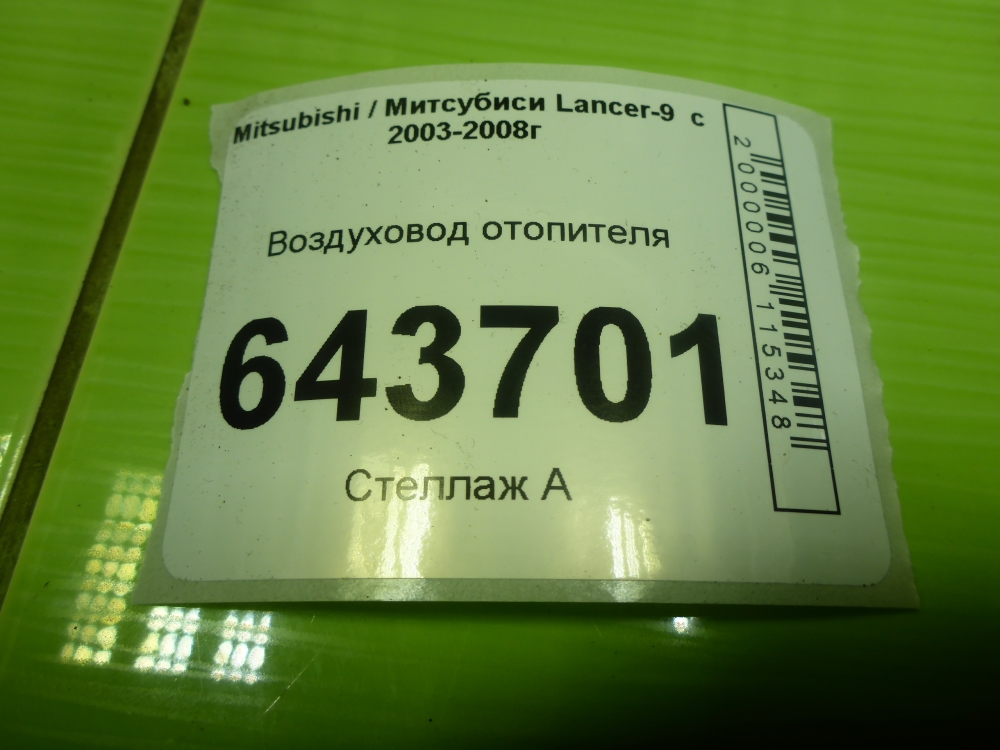 Mitsubishi / Митсубиси Lancer-9 с
2003-2008г
Воздуховод отопителя
643701
Стеллаж А
2000006115348